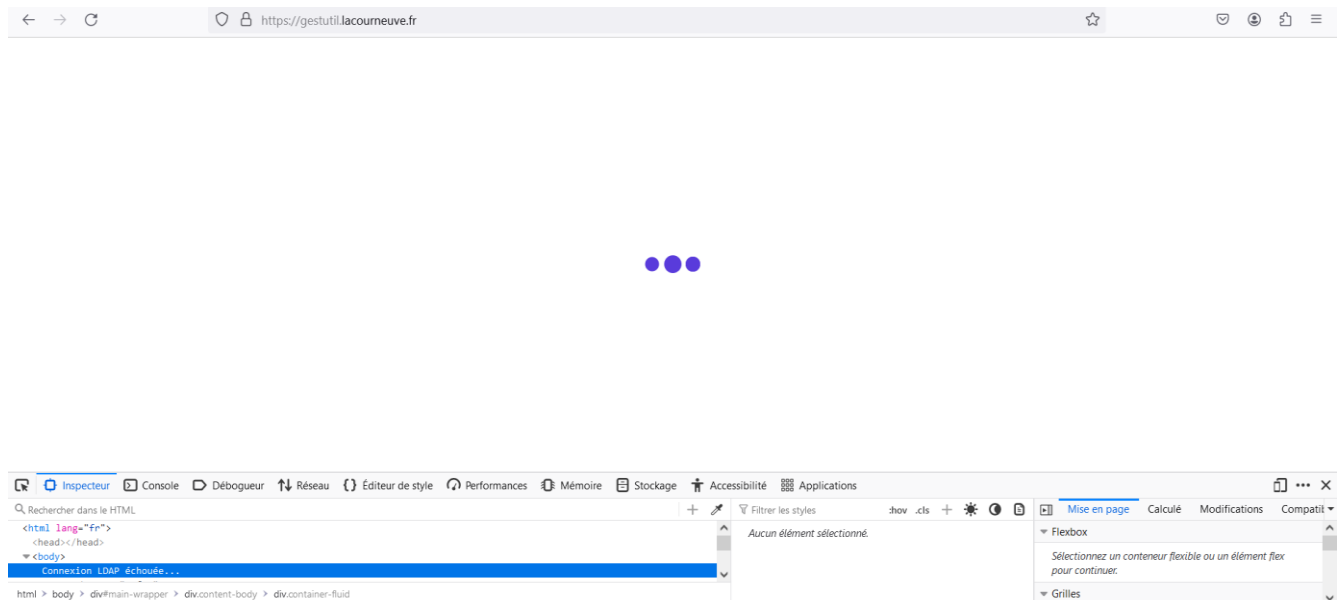 https://gestutil.lacourneuve.fr
Inspecteur Console Débogueur Réseau Éditeur de style Performances Mémoire Stockage Accessibilité Applications
Rechercher dans le HTML
Filtrer les styles :hov .cls
Mise en page Calculé Modifications
<html lang="fr">
<head></head>
<body>
Connexion LDAP échouée...
html > body > div#main-wrapper > div.content-body > div.container-fluid
Aucun élément sélectionné.
Flexbox
Sélectionnez un conteneur flexible ou un élément flex
pour continuer.
Grilles